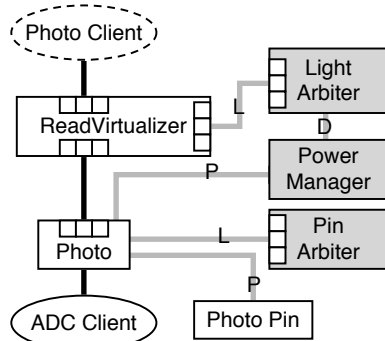 Photo Client
Light
Arbiter
L
ReadVirtualizer
D
Power
Manager
P
Pin
Arbiter
L
Photo
P
ADC Client
Photo Pin